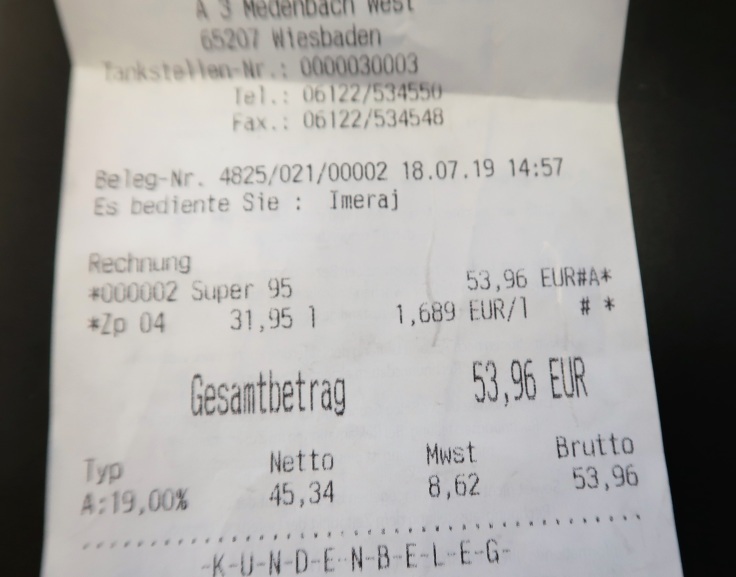 A 3 Medenbach West
65207 Wiesbaden
Tankstellen-Nr.: 0000030003
Tel.: 06122/534550
Fax.: 06122/534548
Beleg-Nr. 4825/021/00002 18.07.19 14:57
Es bediente Sie : Imeraj
Rechnung
*000002 Super 95 53,96 EUR#A*
*Zp 04 31,95 l 1,689 EUR/l # *
Gesamtbetrag 53,96 EUR
Typ Netto Mwst Brutto
A:19,00% 45,34 8,62 53,96
-K-U-N-D-E-N-B-E-L-E-G-